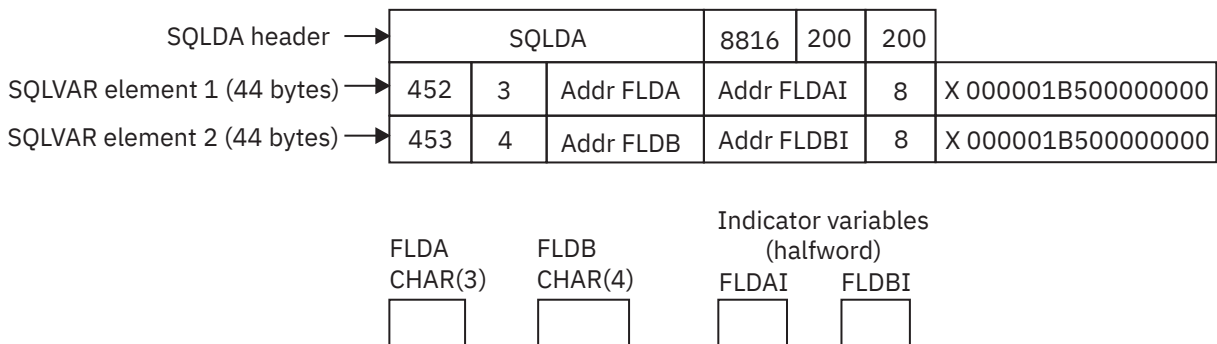 SQLDA header SQLDA 8816 200 200
SQLVAR element 1 (44 bytes) 452 3 Addr FLDA Addr FLDAI 8 X 000001B500000000
SQLVAR element 2 (44 bytes) 453 4 Addr FLDB Addr FLDBI 8 X 000001B500000000
Indicator variables
(halfword)
FLDA FLDB
CHAR(3) CHAR(4) FLDAI FLDBI